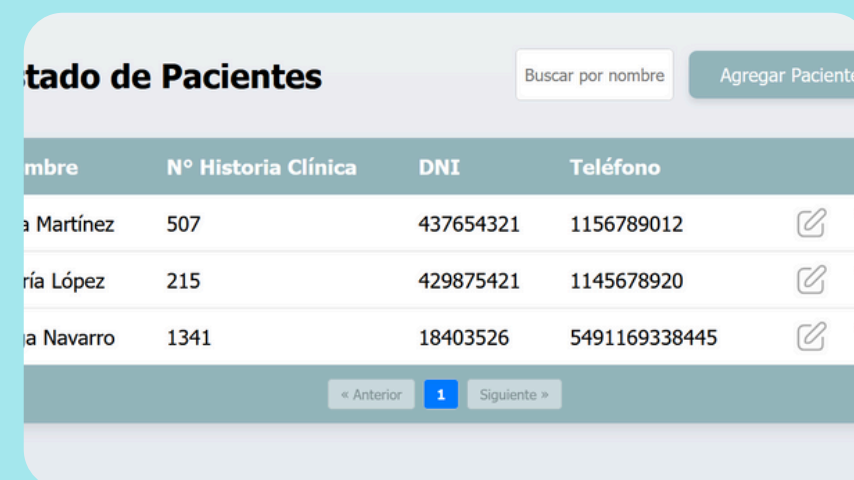 tado de Pacientes
Buscar por nombre
Agregar Paciente
mbre N° Historia Clínica DNI Teléfono
a Martínez 507 437654321 1156789012
ría López 215 429875421 1145678920
ga Navarro 1341 18403526 5491169338445
« Anterior 1 Siguiente »